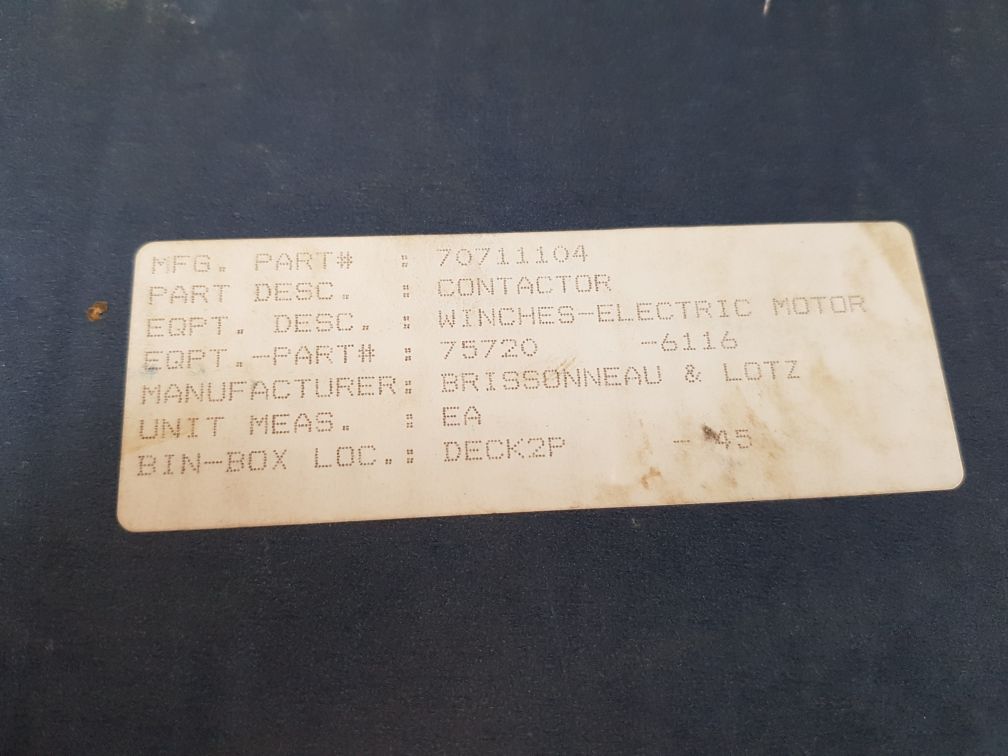 MFG. PART# : 70711104
PART DESC. : CONTACTOR
EQPT. DESC. : WINCHES-ELECTRIC MOTOR
EQPT.-PART# : 75720 -6116
MANUFACTURER: BRISSONNEAU & LOTZ
UNIT MEAS. : EA
BIN-BOX LOC.: DECK2P - 45